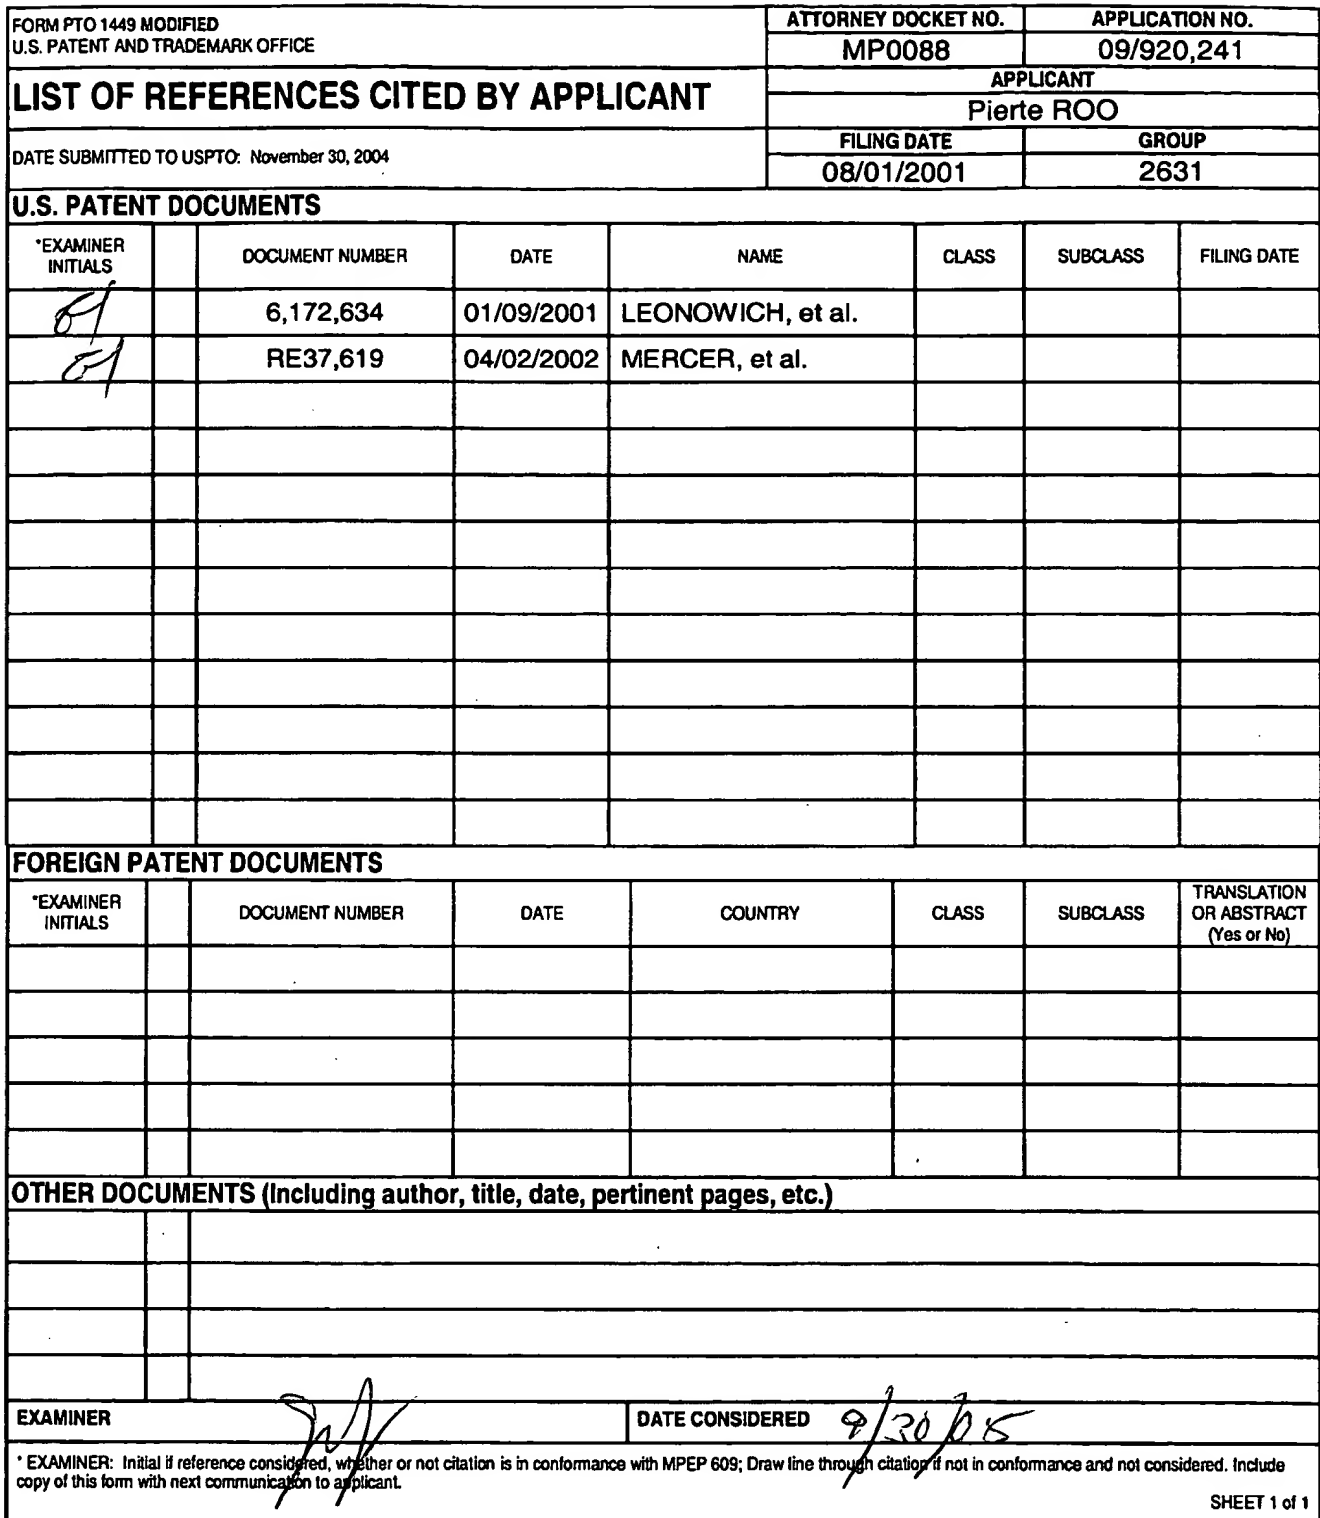 FORM PTO 1449 MODIFIED
U.S. PATENT AND TRADEMARK OFFICE
ATTORNEY DOCKET NO.
APPLICATION NO.
MP0088
09/920,241
LIST OF REFERENCES CITED BY APPLICANT
APPLICANT
Pierte ROO
DATE SUBMITTED TO USPTO: November 30, 2004
FILING DATE
GROUP
08/01/2001
2631
U.S. PATENT DOCUMENTS
*EXAMINER INITIALS
DOCUMENT NUMBER
DATE
NAME
CLASS
SUBCLASS
FILING DATE
6,172,634
01/09/2001
LEONOWICH, et al.
RE37,619
04/02/2002
MERCER, et al.
FOREIGN PATENT DOCUMENTS
*EXAMINER INITIALS
DOCUMENT NUMBER
DATE
COUNTRY
CLASS
SUBCLASS
TRANSLATION OR ABSTRACT (Yes or No)
OTHER DOCUMENTS (Including author, title, date, pertinent pages, etc.)
EXAMINER
DATE CONSIDERED 9/30/05
* EXAMINER: Initial if reference considered, whether or not citation is in conformance with MPEP 609; Draw line through citation if not in conformance and not considered. Include
copy of this form with next communication to applicant.
SHEET 1 of 1